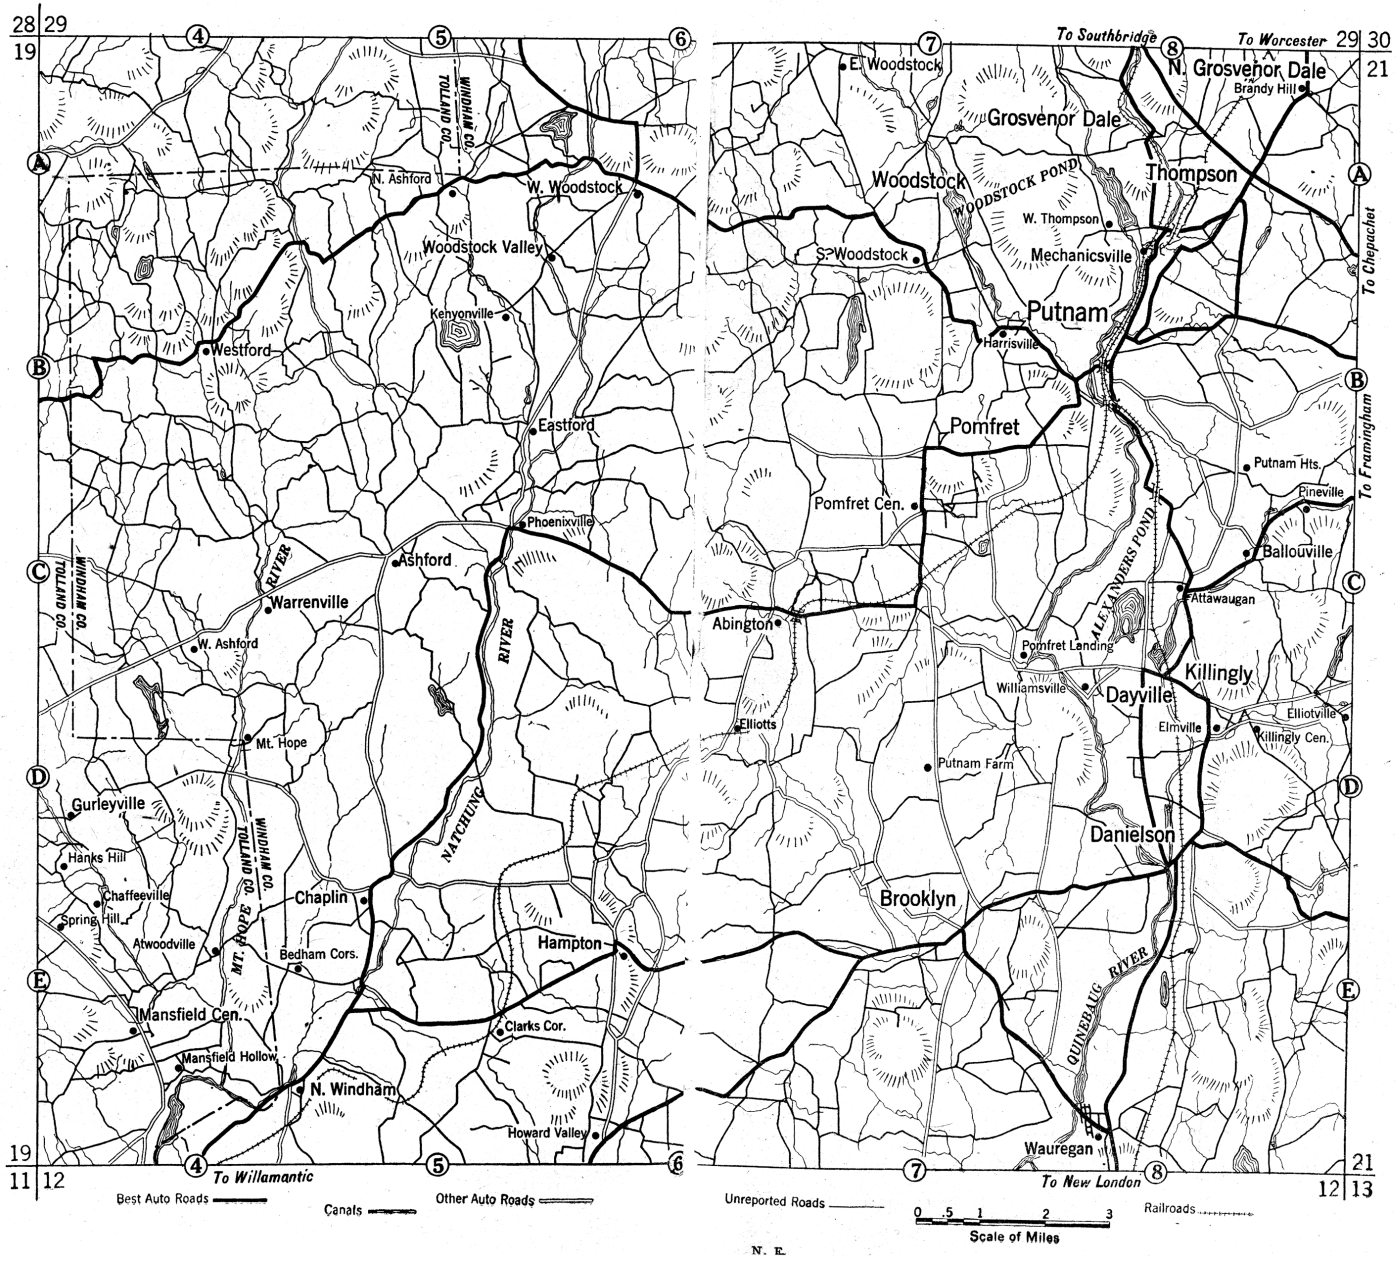 28 29
4
5
6
7
To Southbridge
8
To Worcester
29 30
19
21
E. Woodstock
N. Grosvenor Dale
Brandy Hill
TOLLAND CO.
WINDHAM CO.
Grosvenor Dale
A
A
N. Ashford
W. Woodstock
Woodstock
WOODSTOCK POND
Thompson
W. Thompson
Woodstock Valley
S. Woodstock
Mechanicsville
To Chepachet
Kenyonville
Putnam
Harrisville
Westford
B
B
Eastford
Pomfret
To Framingham
Putnam Hts.
Pineville
Pomfret Cen.
Phoenixville
Ballouville
RIVER
Ashford
ALEXANDERS POND
C
C
TOLLAND CO.
WINDHAM CO.
Warrenville
Attawaugan
Abington
RIVER
W. Ashford
Pomfret Landing
Killingly
Williamsville
Dayville
Elliotts
Elmville
Elliotville
Killingly Cen.
Mt. Hope
Putnam Farm
D
D
Gurleyville
NATCHUNG
Danielson
TOLLAND CO.
WINDHAM CO.
Hanks Hill
Chaffeeville
Chaplin
Brooklyn
Spring Hill
MT. HOPE
Atwoodville
Bedham Cors.
Hampton
RIVER
E
E
QUINEBAUG
Mansfield Cen.
Clarks Cor.
Mansfield Hollow
N. Windham
Howard Valley
Wauregan
19
4
To Willamantic
5
6
7
To New London
8
21
11 12
12 13
Best Auto Roads
Canals
Other Auto Roads
Unreported Roads
0 .5 1 2 3
Scale of Miles
Railroads
N. E.